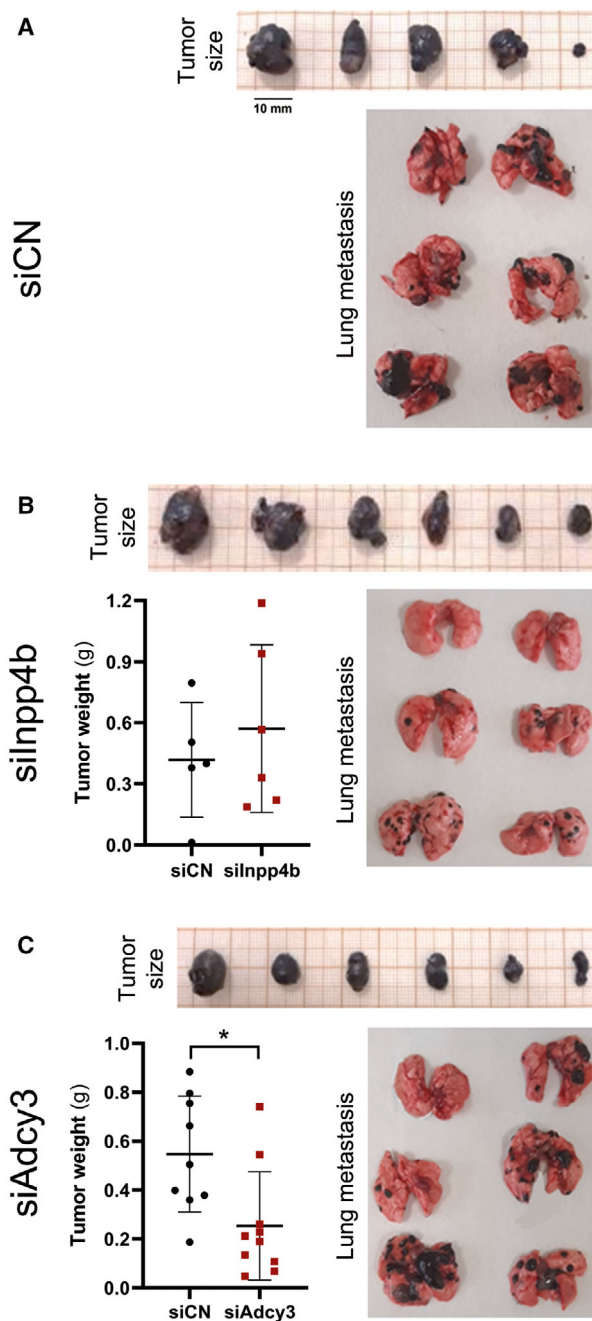 A
Tumor
size
10 mm
siCN
Lung metastasis
B
Tumor
size
siInpp4b
Tumor weight (g)
1.2
0.9
0.6
0.3
0.0
siCN siInpp4b
Lung metastasis
C
Tumor
size
siAdcy3
Tumor weight (g)
1.0
0.8
0.6
0.4
0.2
0.0
*
siCN siAdcy3
Lung metastasis